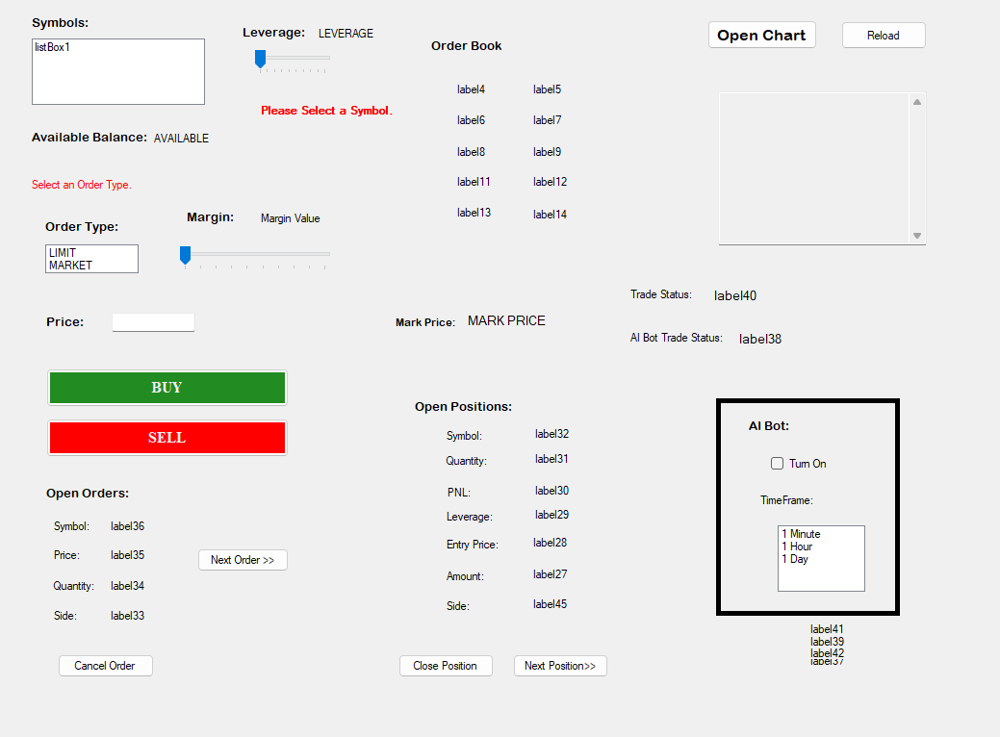 Symbols:
listBox1
Leverage: LEVERAGE
Please Select a Symbol.
Available Balance: AVAILABLE
Select an Order Type.
Order Type:
LIMIT
MARKET
Margin: Margin Value
Price:
BUY
SELL
Open Orders:
Symbol: label36
Price: label35
Quantity: label34
Side: label33
Next Order >>
Cancel Order
Order Book
label4 label5
label6 label7
label8 label9
label11 label12
label13 label14
Mark Price: MARK PRICE
Open Positions:
Symbol: label32
Quantity: label31
PNL: label30
Leverage: label29
Entry Price: label28
Amount: label27
Side: label45
Close Position
Next Position>>
Open Chart
Reload
Trade Status: label40
AI Bot Trade Status: label38
AI Bot:
Turn On
TimeFrame:
1 Minute
1 Hour
1 Day
label41
label39
label42
label37